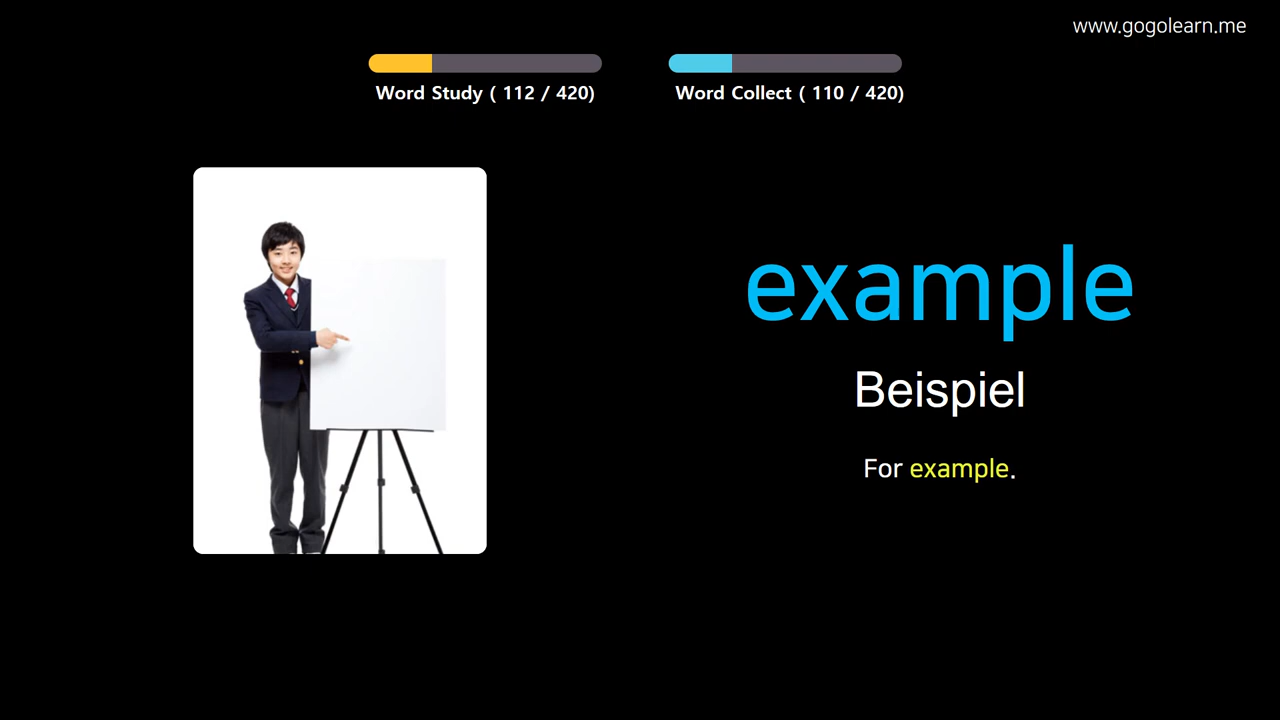 www.gogolearn.me
Word Study ( 112 / 420)
Word Collect ( 110 / 420)
example
Beispiel
For example.